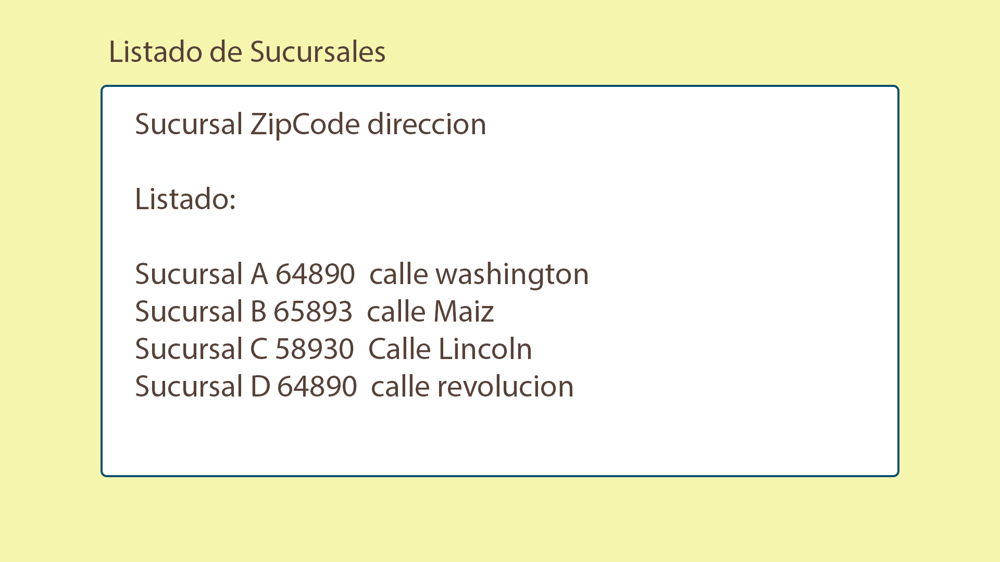 Listado de Sucursales
Sucursal ZipCode direccion
Listado:
Sucursal A 64890 calle washington
Sucursal B 65893 calle Maiz
Sucursal C 58930 Calle Lincoln
Sucursal D 64890 calle revolucion